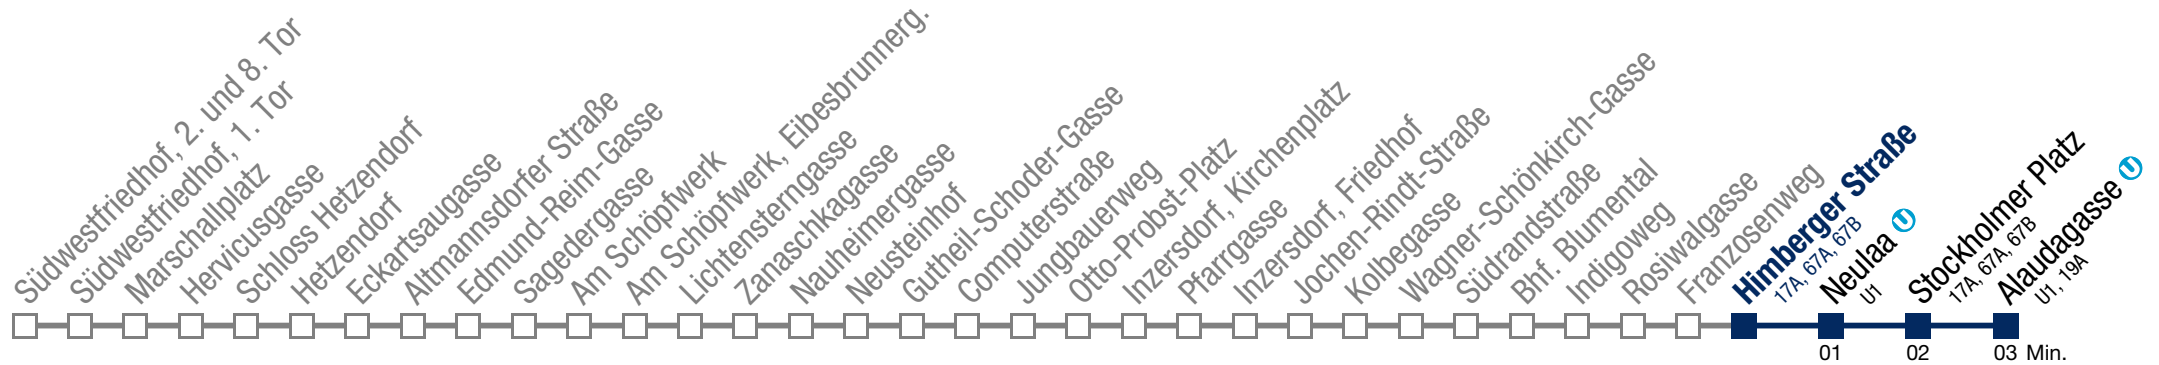 Südwestfriedhof, 2. und 8. Tor
Südwestfriedhof, 1. Tor
Marschallplatz
Hervicusgasse
Schloss Hetzendorf
Hetzendorf
Eckartsaugasse
Altmannsdorfer Straße
Edmund-Reim-Gasse
Sagedergasse
Am Schöpfwerk
Am Schöpfwerk, Eibesbrunnerg.
Lichtensterngasse
Zanaschkagasse
Nauheimergasse
Neusteinhof
Gutheil-Schoder-Gasse
Computerstraße
Jungbauerweg
Otto-Probst-Platz
Inzersdorf, Kirchenplatz
Pfarrgasse
Inzersdorf, Friedhof
Jochen-Rindt-Straße
Kolbegasse
Wagner-Schönkirch-Gasse
Südrandstraße
Bhf. Blumental
Indigoweg
Rosiwalgasse
Franzosenweg
Himberger Straße
17A, 67A, 67B
Neulaa U
U1
Stockholmer Platz
17A, 67A, 67B
Alaudagasse U
U1, 19A
01 02 03 Min.